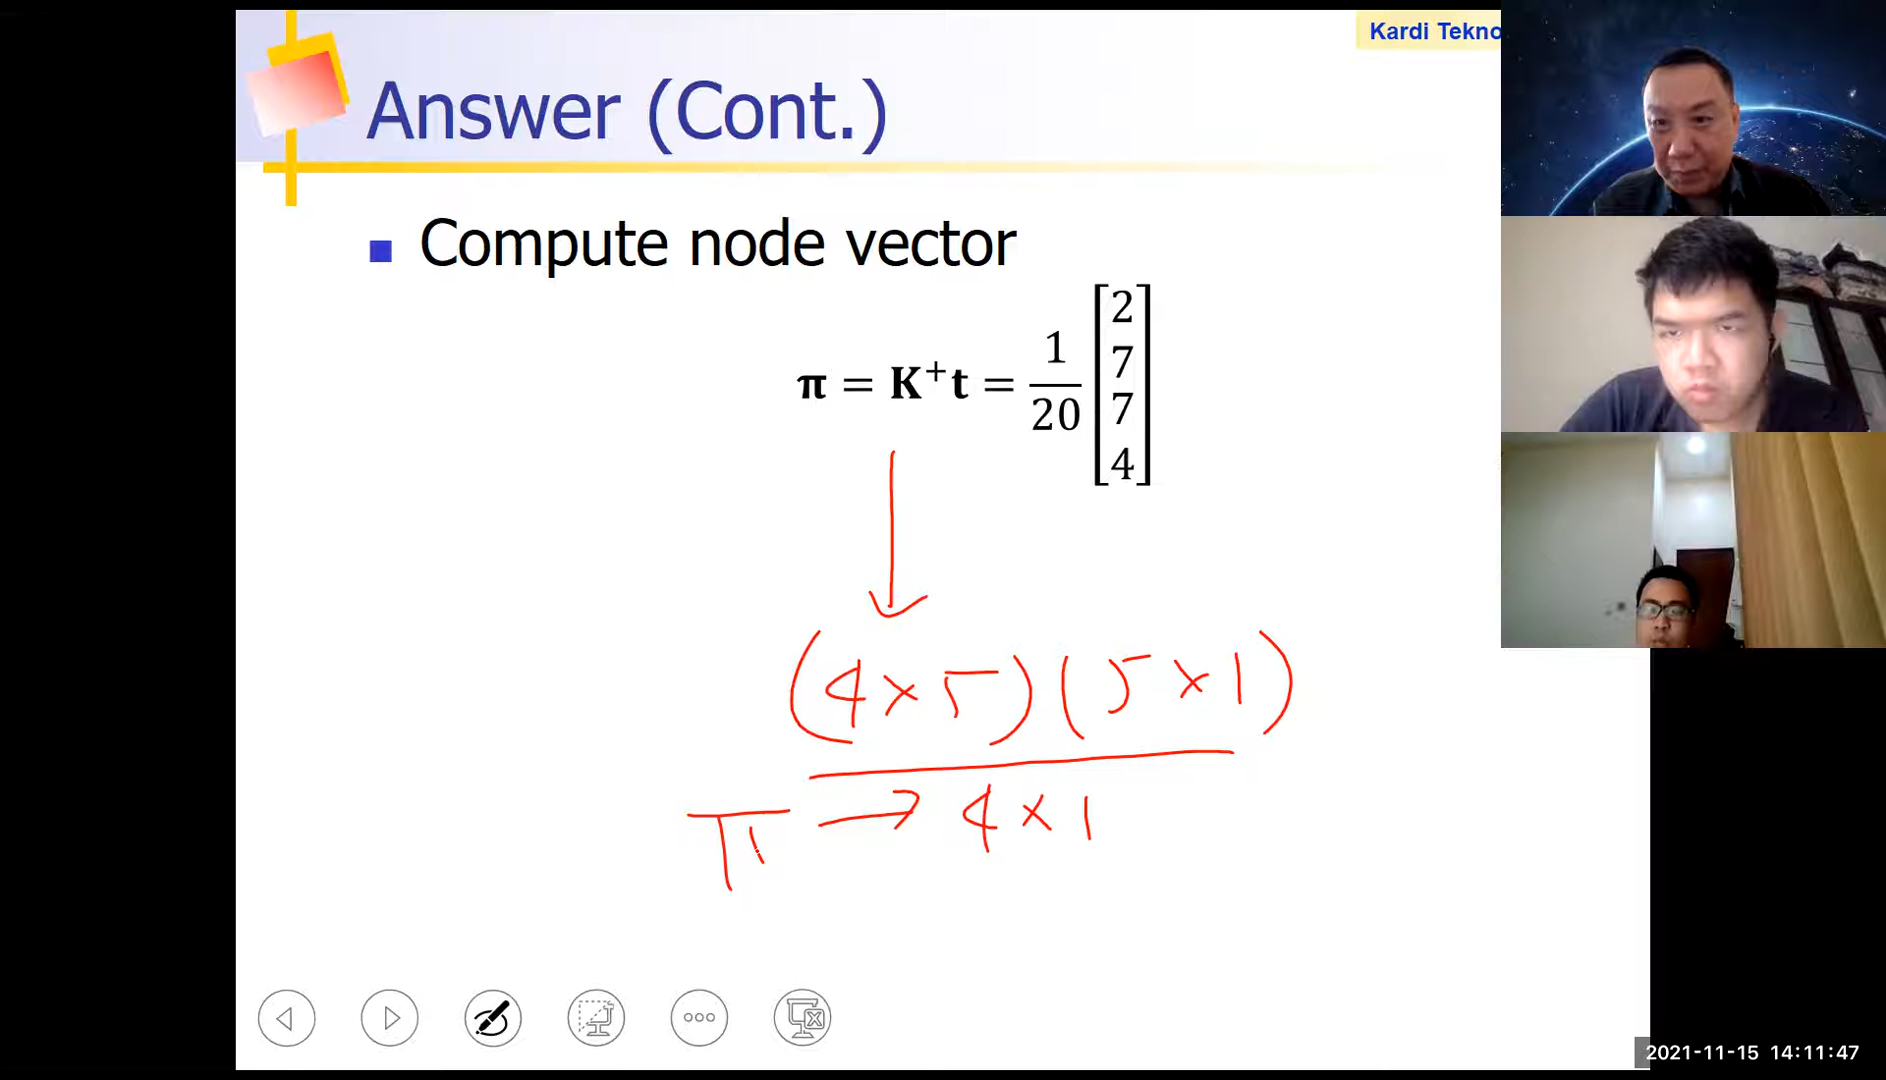 Kardi Tekno
Answer (Cont.)
Compute node vector
π = K⁺t = 1/20 [2 7 7 4]
(4 × 5) (5 × 1)
π → 4 × 1
2021-11-15 14:11:47